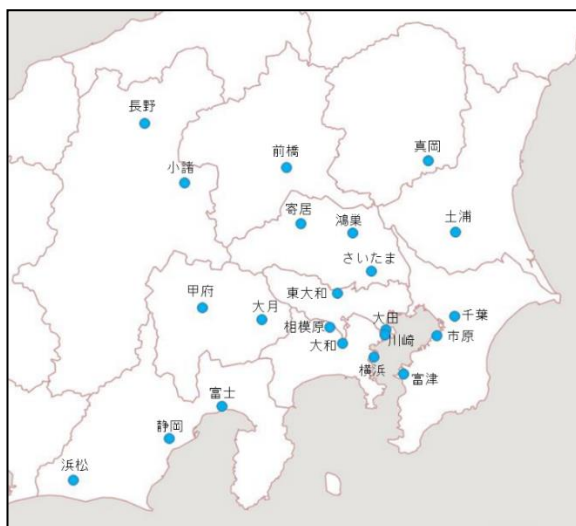 長野
前橋
真岡
小諸
寄居
鴻巣
土浦
さいたま
甲府
大月
東大和
千葉
相模原
大田
川崎
市原
大和
横浜
富津
富士
静岡
浜松